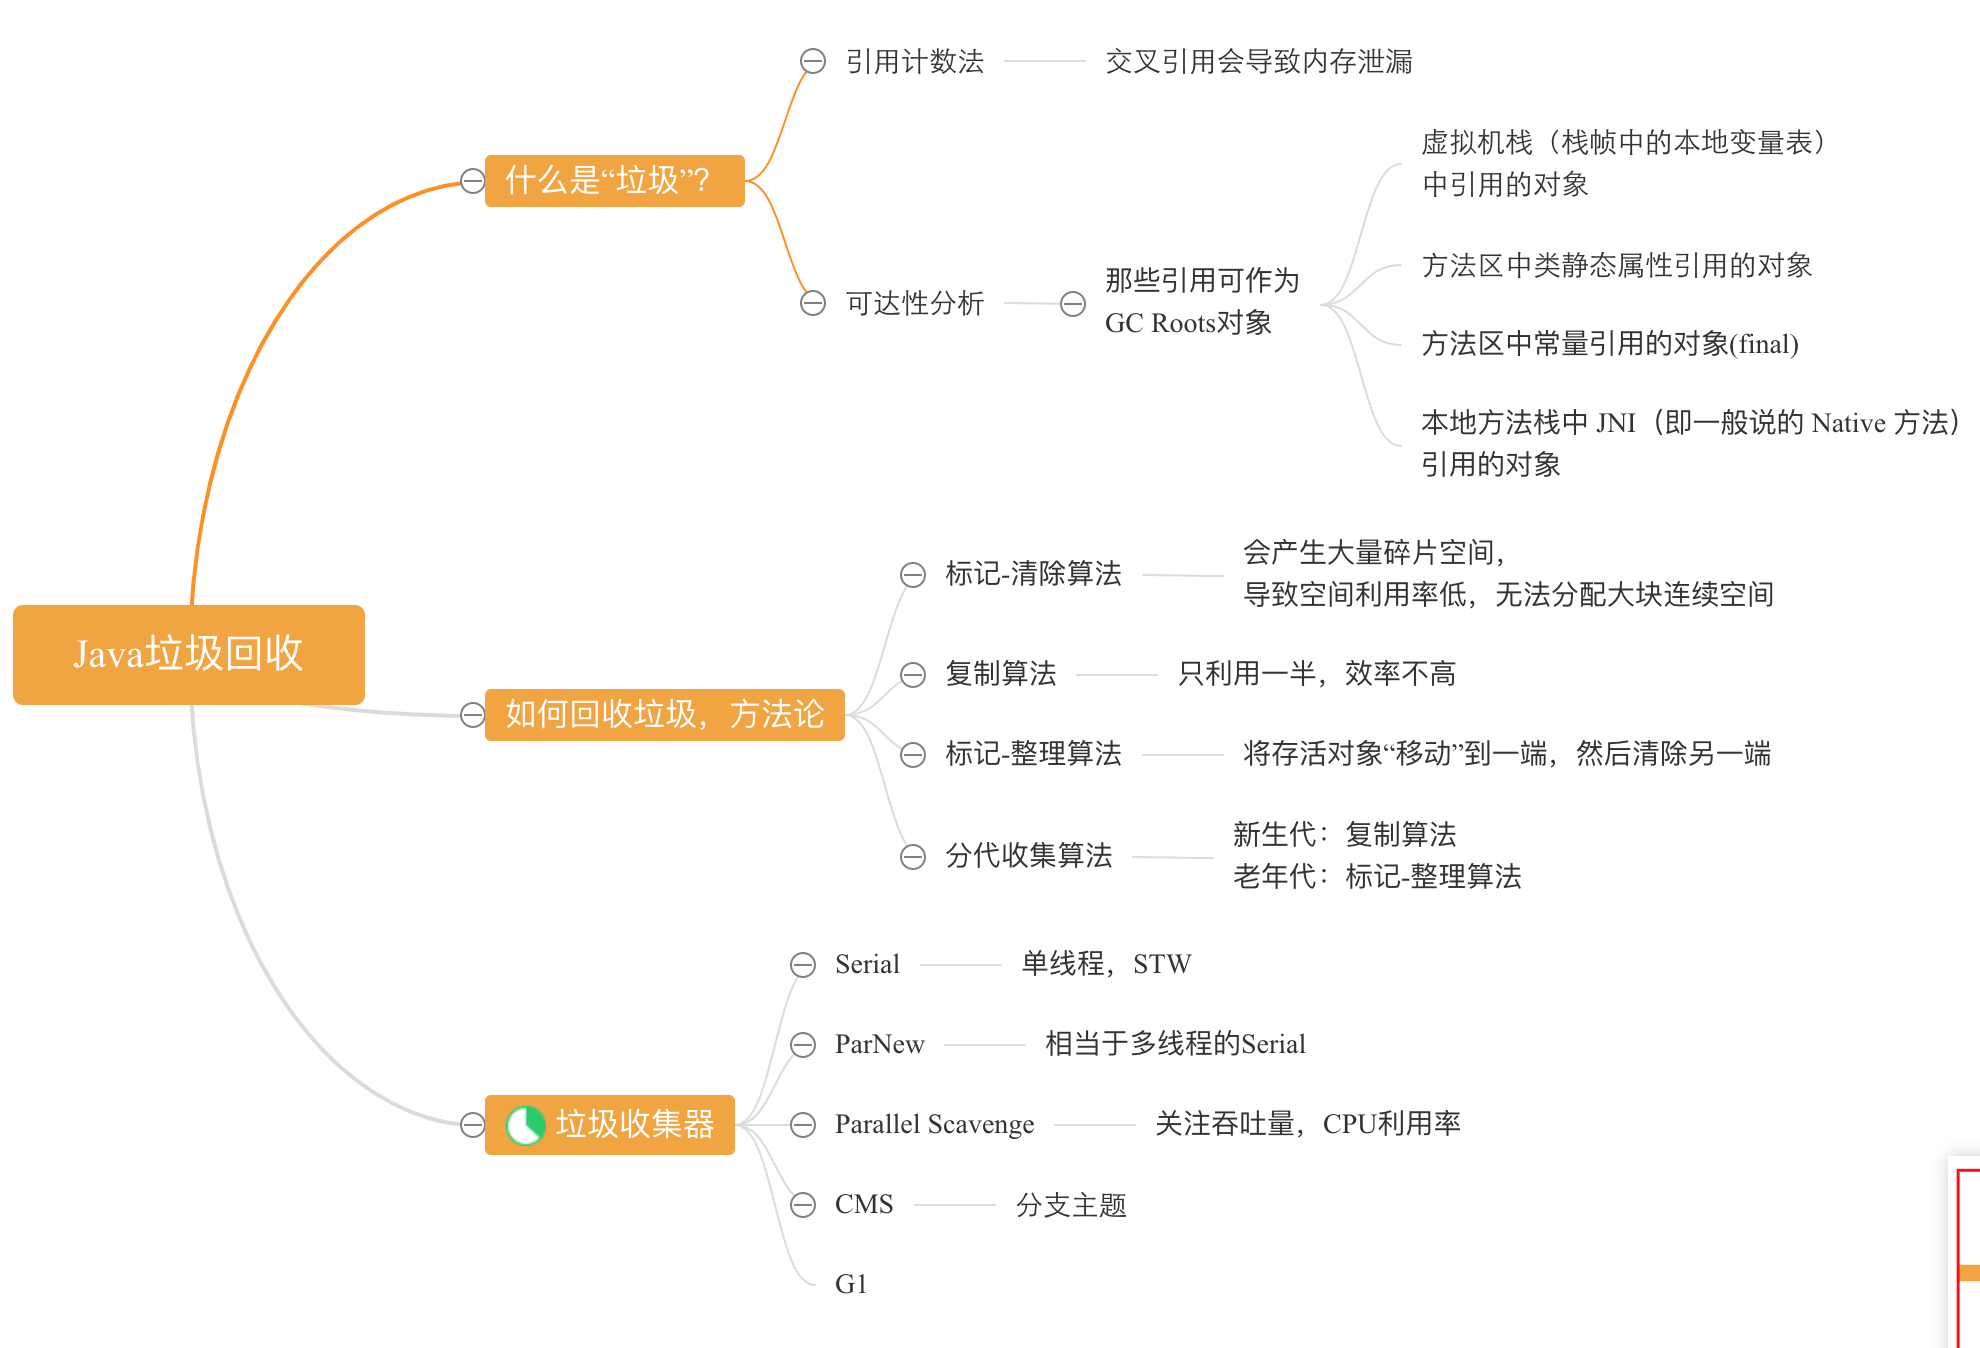 Java垃圾回收
什么是“垃圾”？
引用计数法
交叉引用会导致内存泄漏
可达性分析
那些引用可作为
GC Roots对象
虚拟机栈（栈帧中的本地变量表）
中引用的对象
方法区中类静态属性引用的对象
方法区中常量引用的对象(final)
本地方法栈中 JNI（即一般说的 Native 方法）
引用的对象
如何回收垃圾，方法论
标记-清除算法
会产生大量碎片空间，
导致空间利用率低，无法分配大块连续空间
复制算法
只利用一半，效率不高
标记-整理算法
将存活对象“移动”到一端，然后清除另一端
分代收集算法
新生代：复制算法
老年代：标记-整理算法
垃圾收集器
Serial
单线程，STW
ParNew
相当于多线程的Serial
Parallel Scavenge
关注吞吐量，CPU利用率
CMS
分支主题
G1